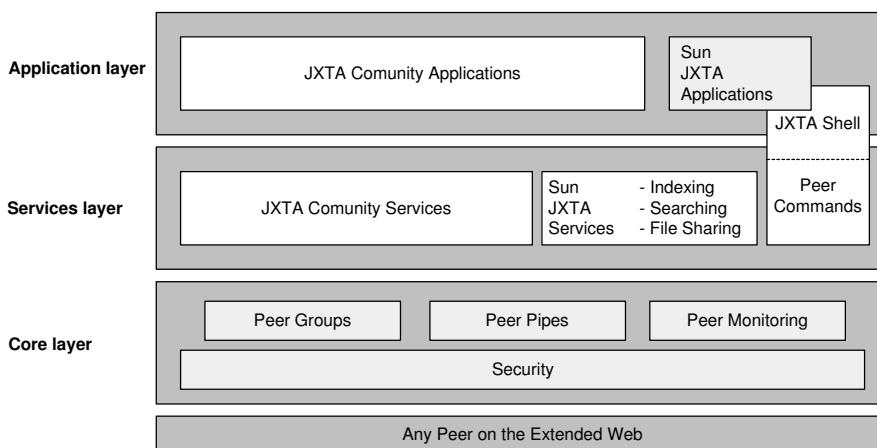 Application layer
JXTA Comunity Applications
Sun
JXTA
Applications
JXTA Shell
Services layer
JXTA Comunity Services
Sun - Indexing
JXTA - Searching
Services - File Sharing
Peer
Commands
Core layer
Peer Groups
Peer Pipes
Peer Monitoring
Security
Any Peer on the Extended Web